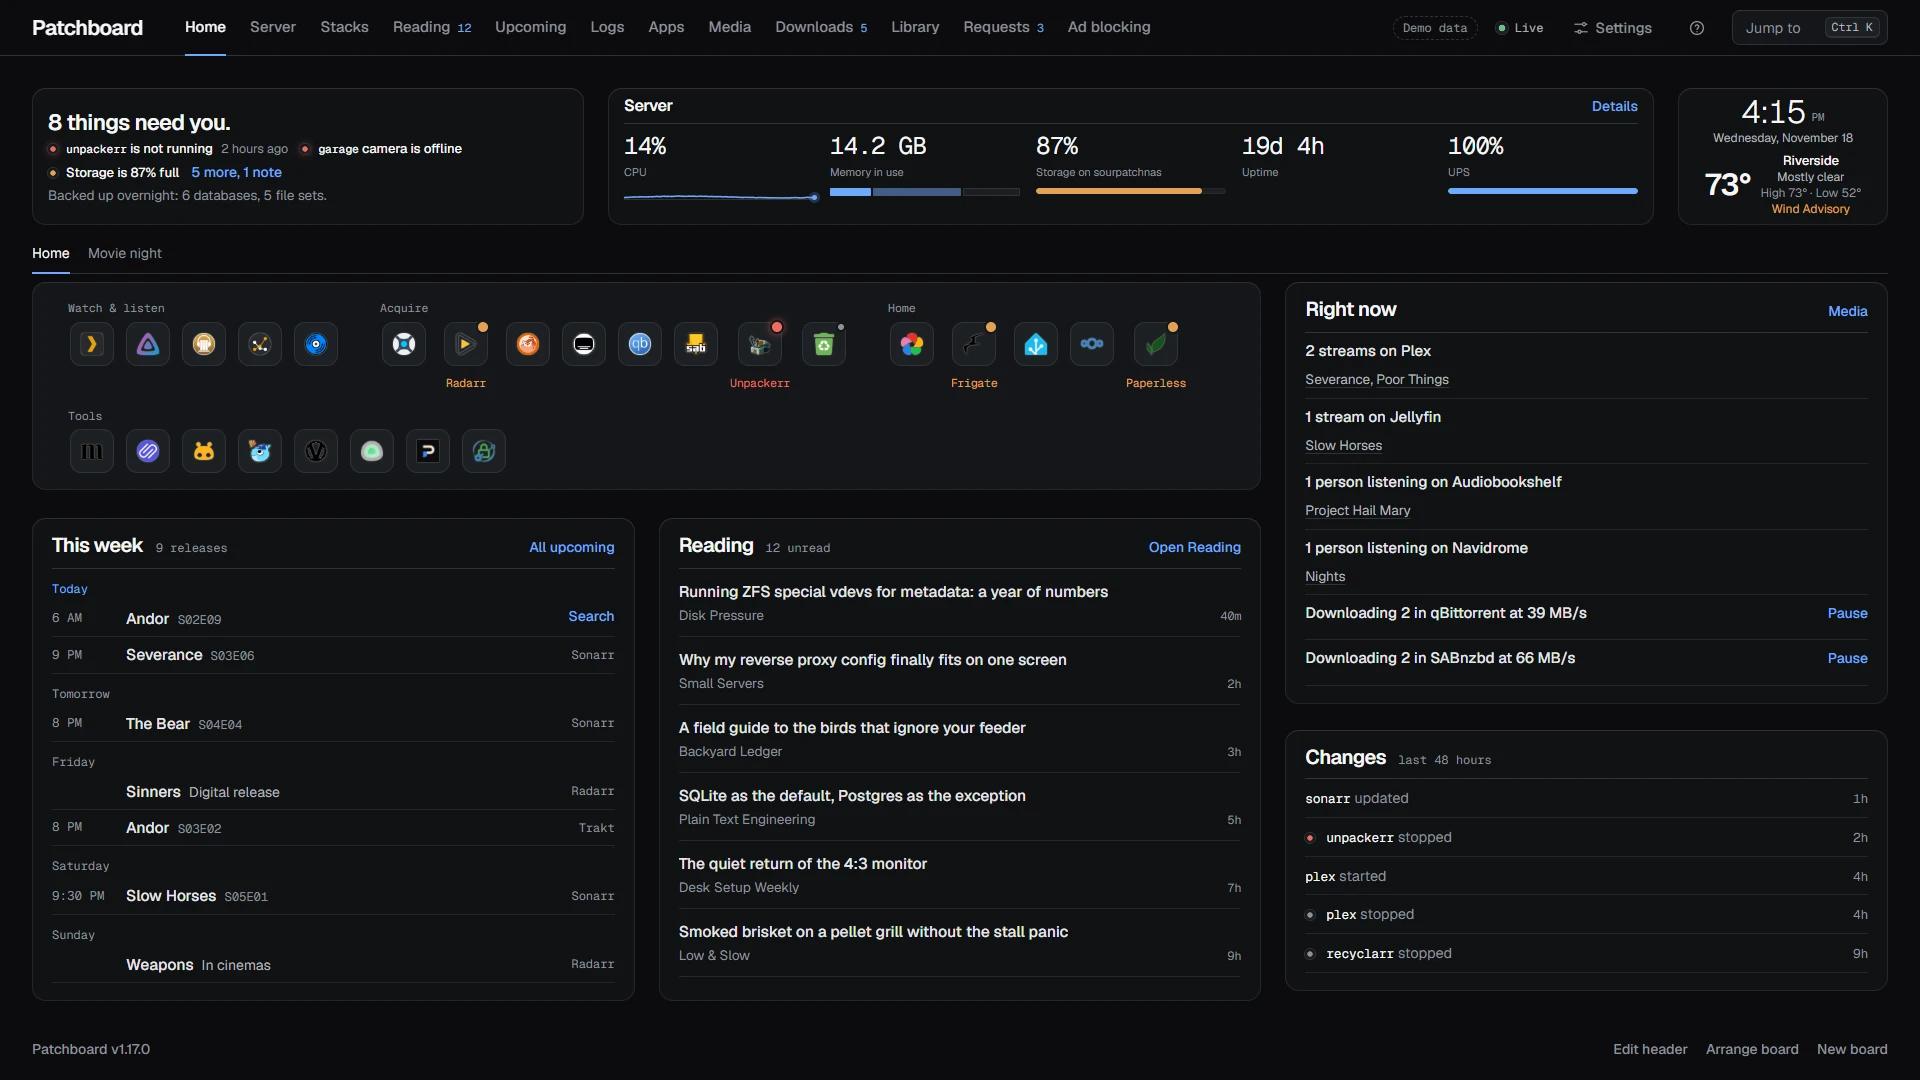 Patchboard
Home Server Stacks Reading 12 Upcoming Logs Apps Media Downloads 5 Library Requests 3 Ad blocking
Demo data Live Settings Jump to Ctrl K
8 things need you.
unpackerr is not running 2 hours ago garage camera is offline
Storage is 87% full 5 more, 1 note
Backed up overnight: 6 databases, 5 file sets.
Server Details
14% 14.2 GB 87% 19d 4h 100%
CPU Memory in use Storage on sourpatchnas Uptime UPS
4:15 PM
Wednesday, November 18
73°
Riverside
Mostly clear
High 73° · Low 52°
Wind Advisory
Home Movie night
Watch & listen Acquire Home
qb sab
Radarr Unpackerr Frigate Paperless
Tools
m
This week 9 releases All upcoming
Today
6 AM Andor S02E09 Search
9 PM Severance S03E06 Sonarr
Tomorrow
8 PM The Bear S04E04 Sonarr
Friday
Sinners Digital release Radarr
8 PM Andor S03E02 Trakt
Saturday
9:30 PM Slow Horses S05E01 Sonarr
Sunday
Weapons In cinemas Radarr
Reading 12 unread Open Reading
Running ZFS special vdevs for metadata: a year of numbers
Disk Pressure 40m
Why my reverse proxy config finally fits on one screen
Small Servers 2h
A field guide to the birds that ignore your feeder
Backyard Ledger 3h
SQLite as the default, Postgres as the exception
Plain Text Engineering 5h
The quiet return of the 4:3 monitor
Desk Setup Weekly 7h
Smoked brisket on a pellet grill without the stall panic
Low & Slow 9h
Right now Media
2 streams on Plex
Severance, Poor Things
1 stream on Jellyfin
Slow Horses
1 person listening on Audiobookshelf
Project Hail Mary
1 person listening on Navidrome
Nights
Downloading 2 in qBittorrent at 39 MB/s Pause
Downloading 2 in SABnzbd at 66 MB/s Pause
Changes last 48 hours
sonarr updated 1h
unpackerr stopped 2h
plex started 4h
plex stopped 4h
recyclarr stopped 9h
Patchboard v1.17.0
Edit header Arrange board New board